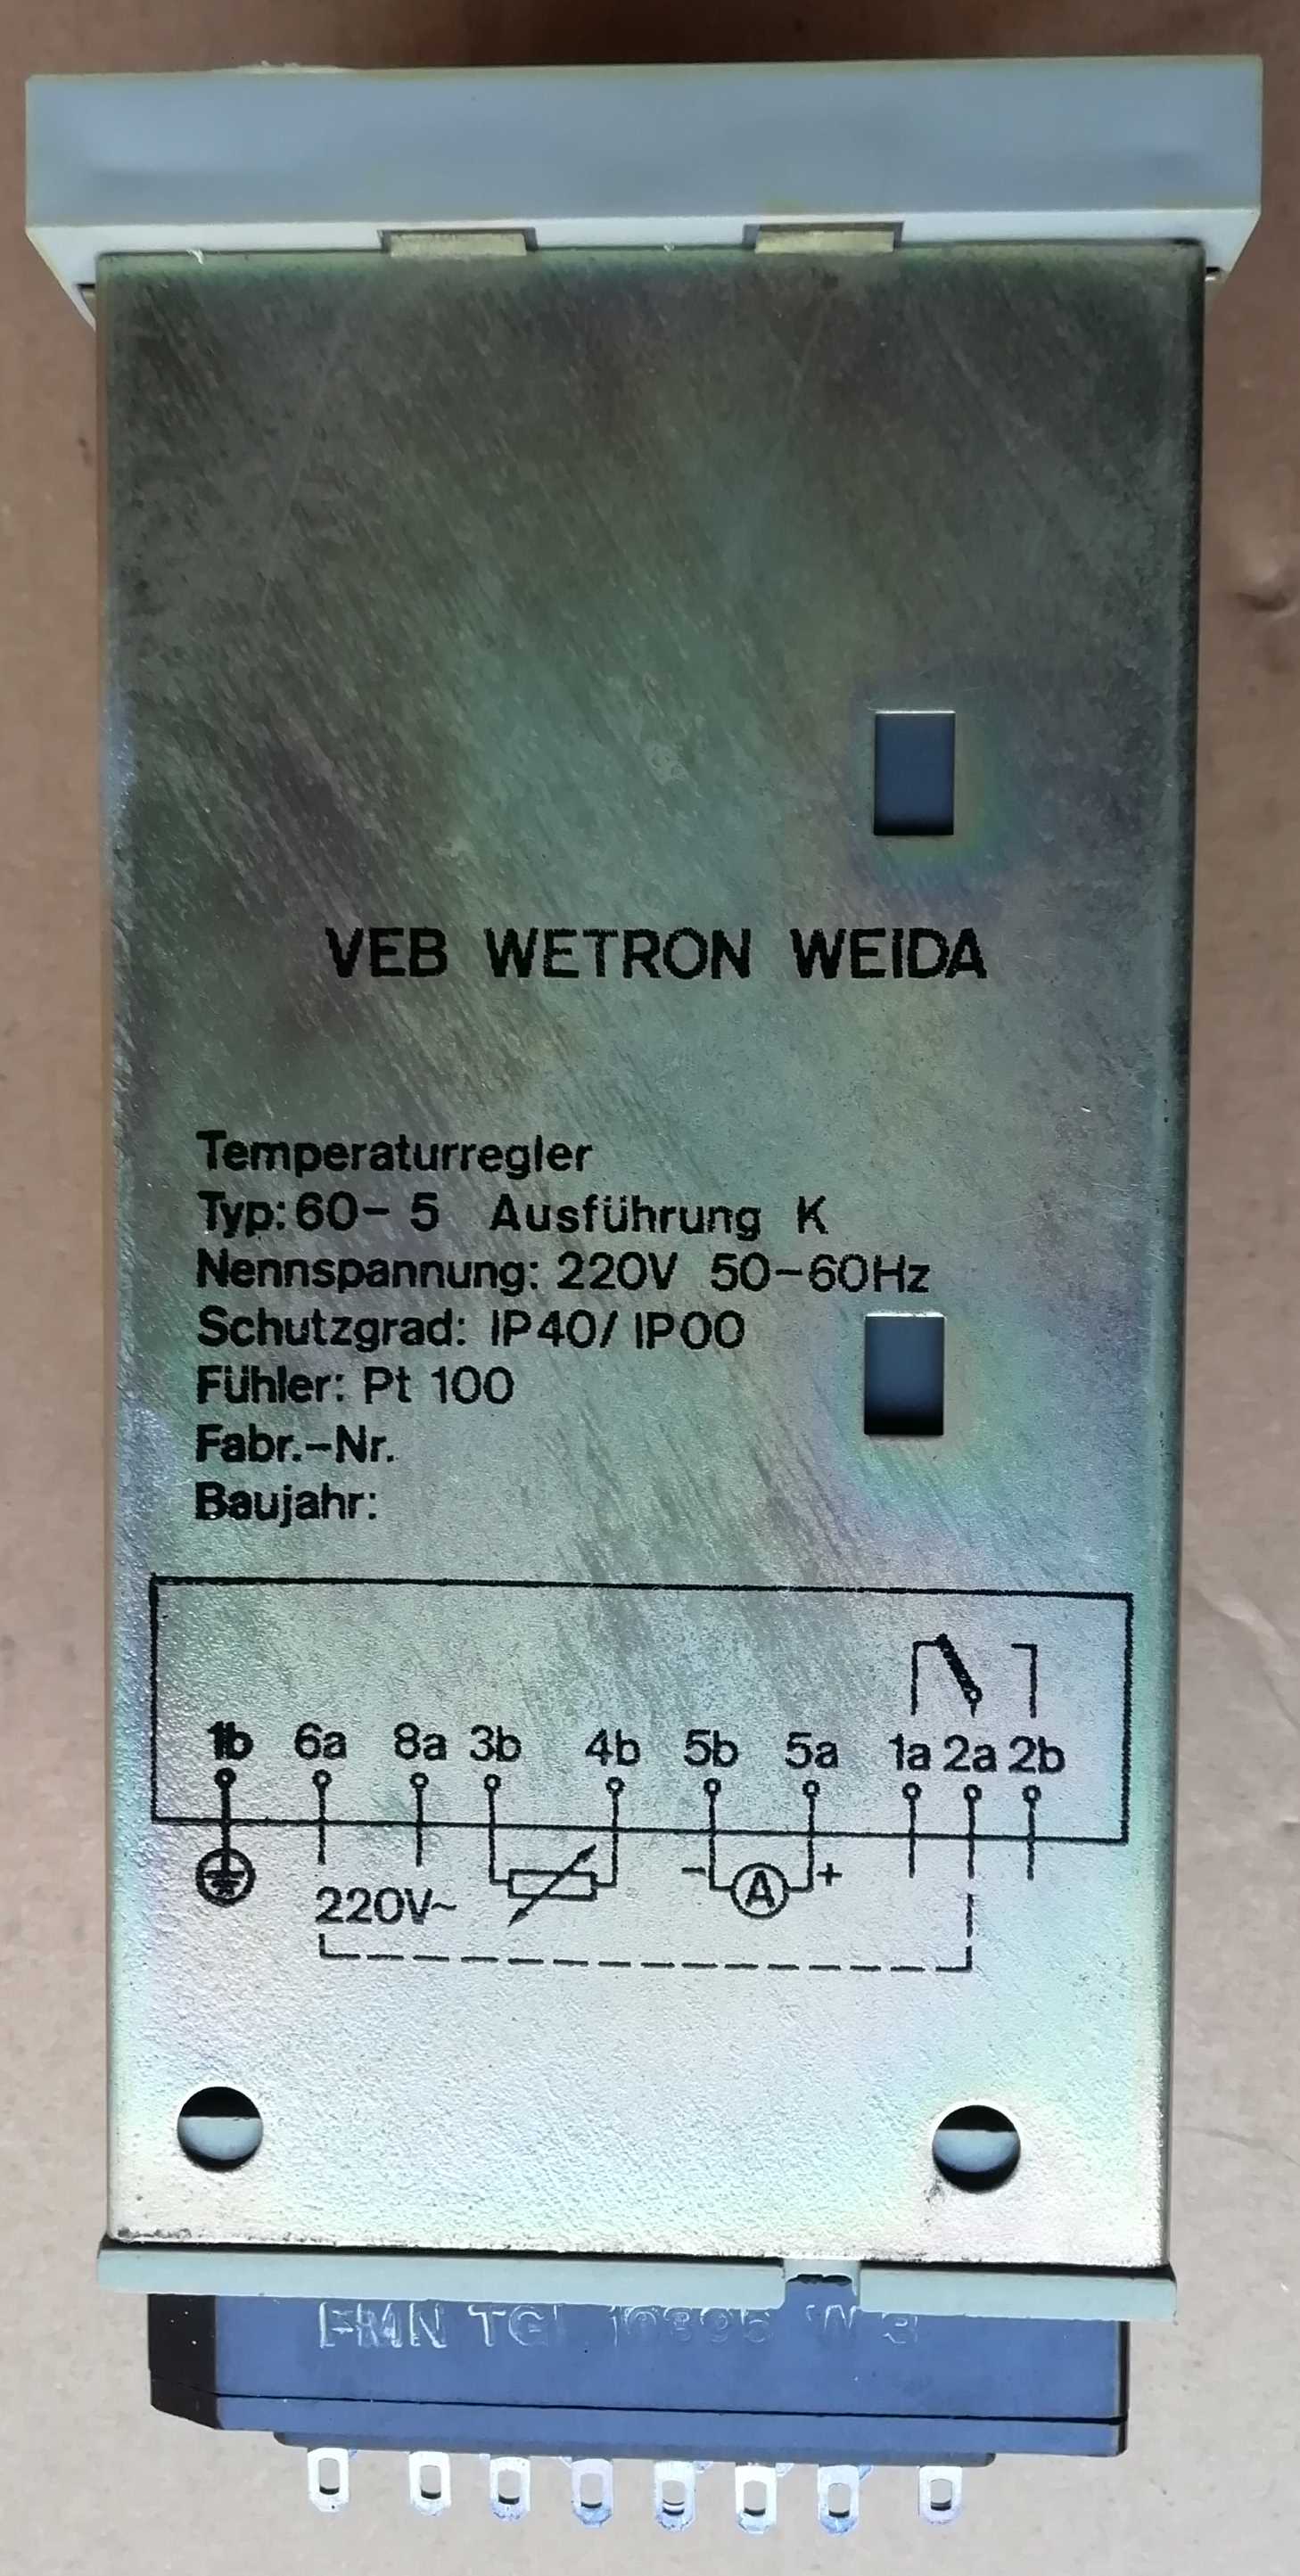 VEB WETRON WEIDA
Temperaturregler
Typ: 60-5 Ausführung K
Nennspannung: 220V 50-60Hz
Schutzgrad: IP40/ IP00
Fühler: Pt 100
Fabr.-Nr.
Baujahr:
1b 6a 8a 3b 4b 5b 5a 1a 2a 2b
220V~ - A +
TGL